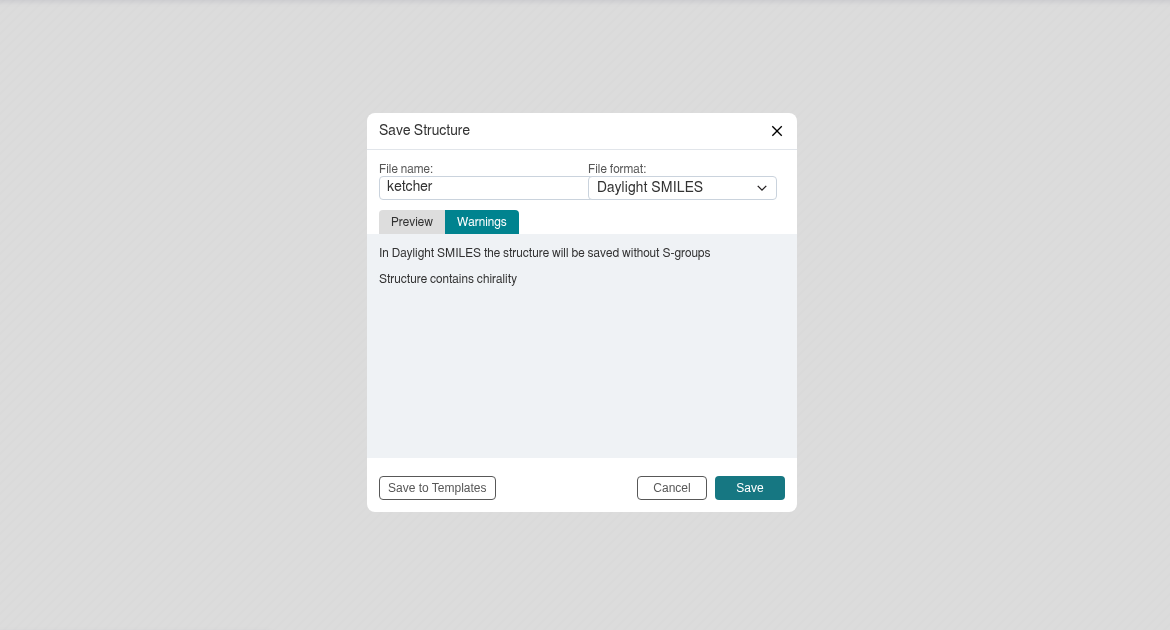 Save Structure
File name:
File format:
ketcher
Daylight SMILES
Preview
Warnings
In Daylight SMILES the structure will be saved without S-groups
Structure contains chirality
Save to Templates
Cancel
Save